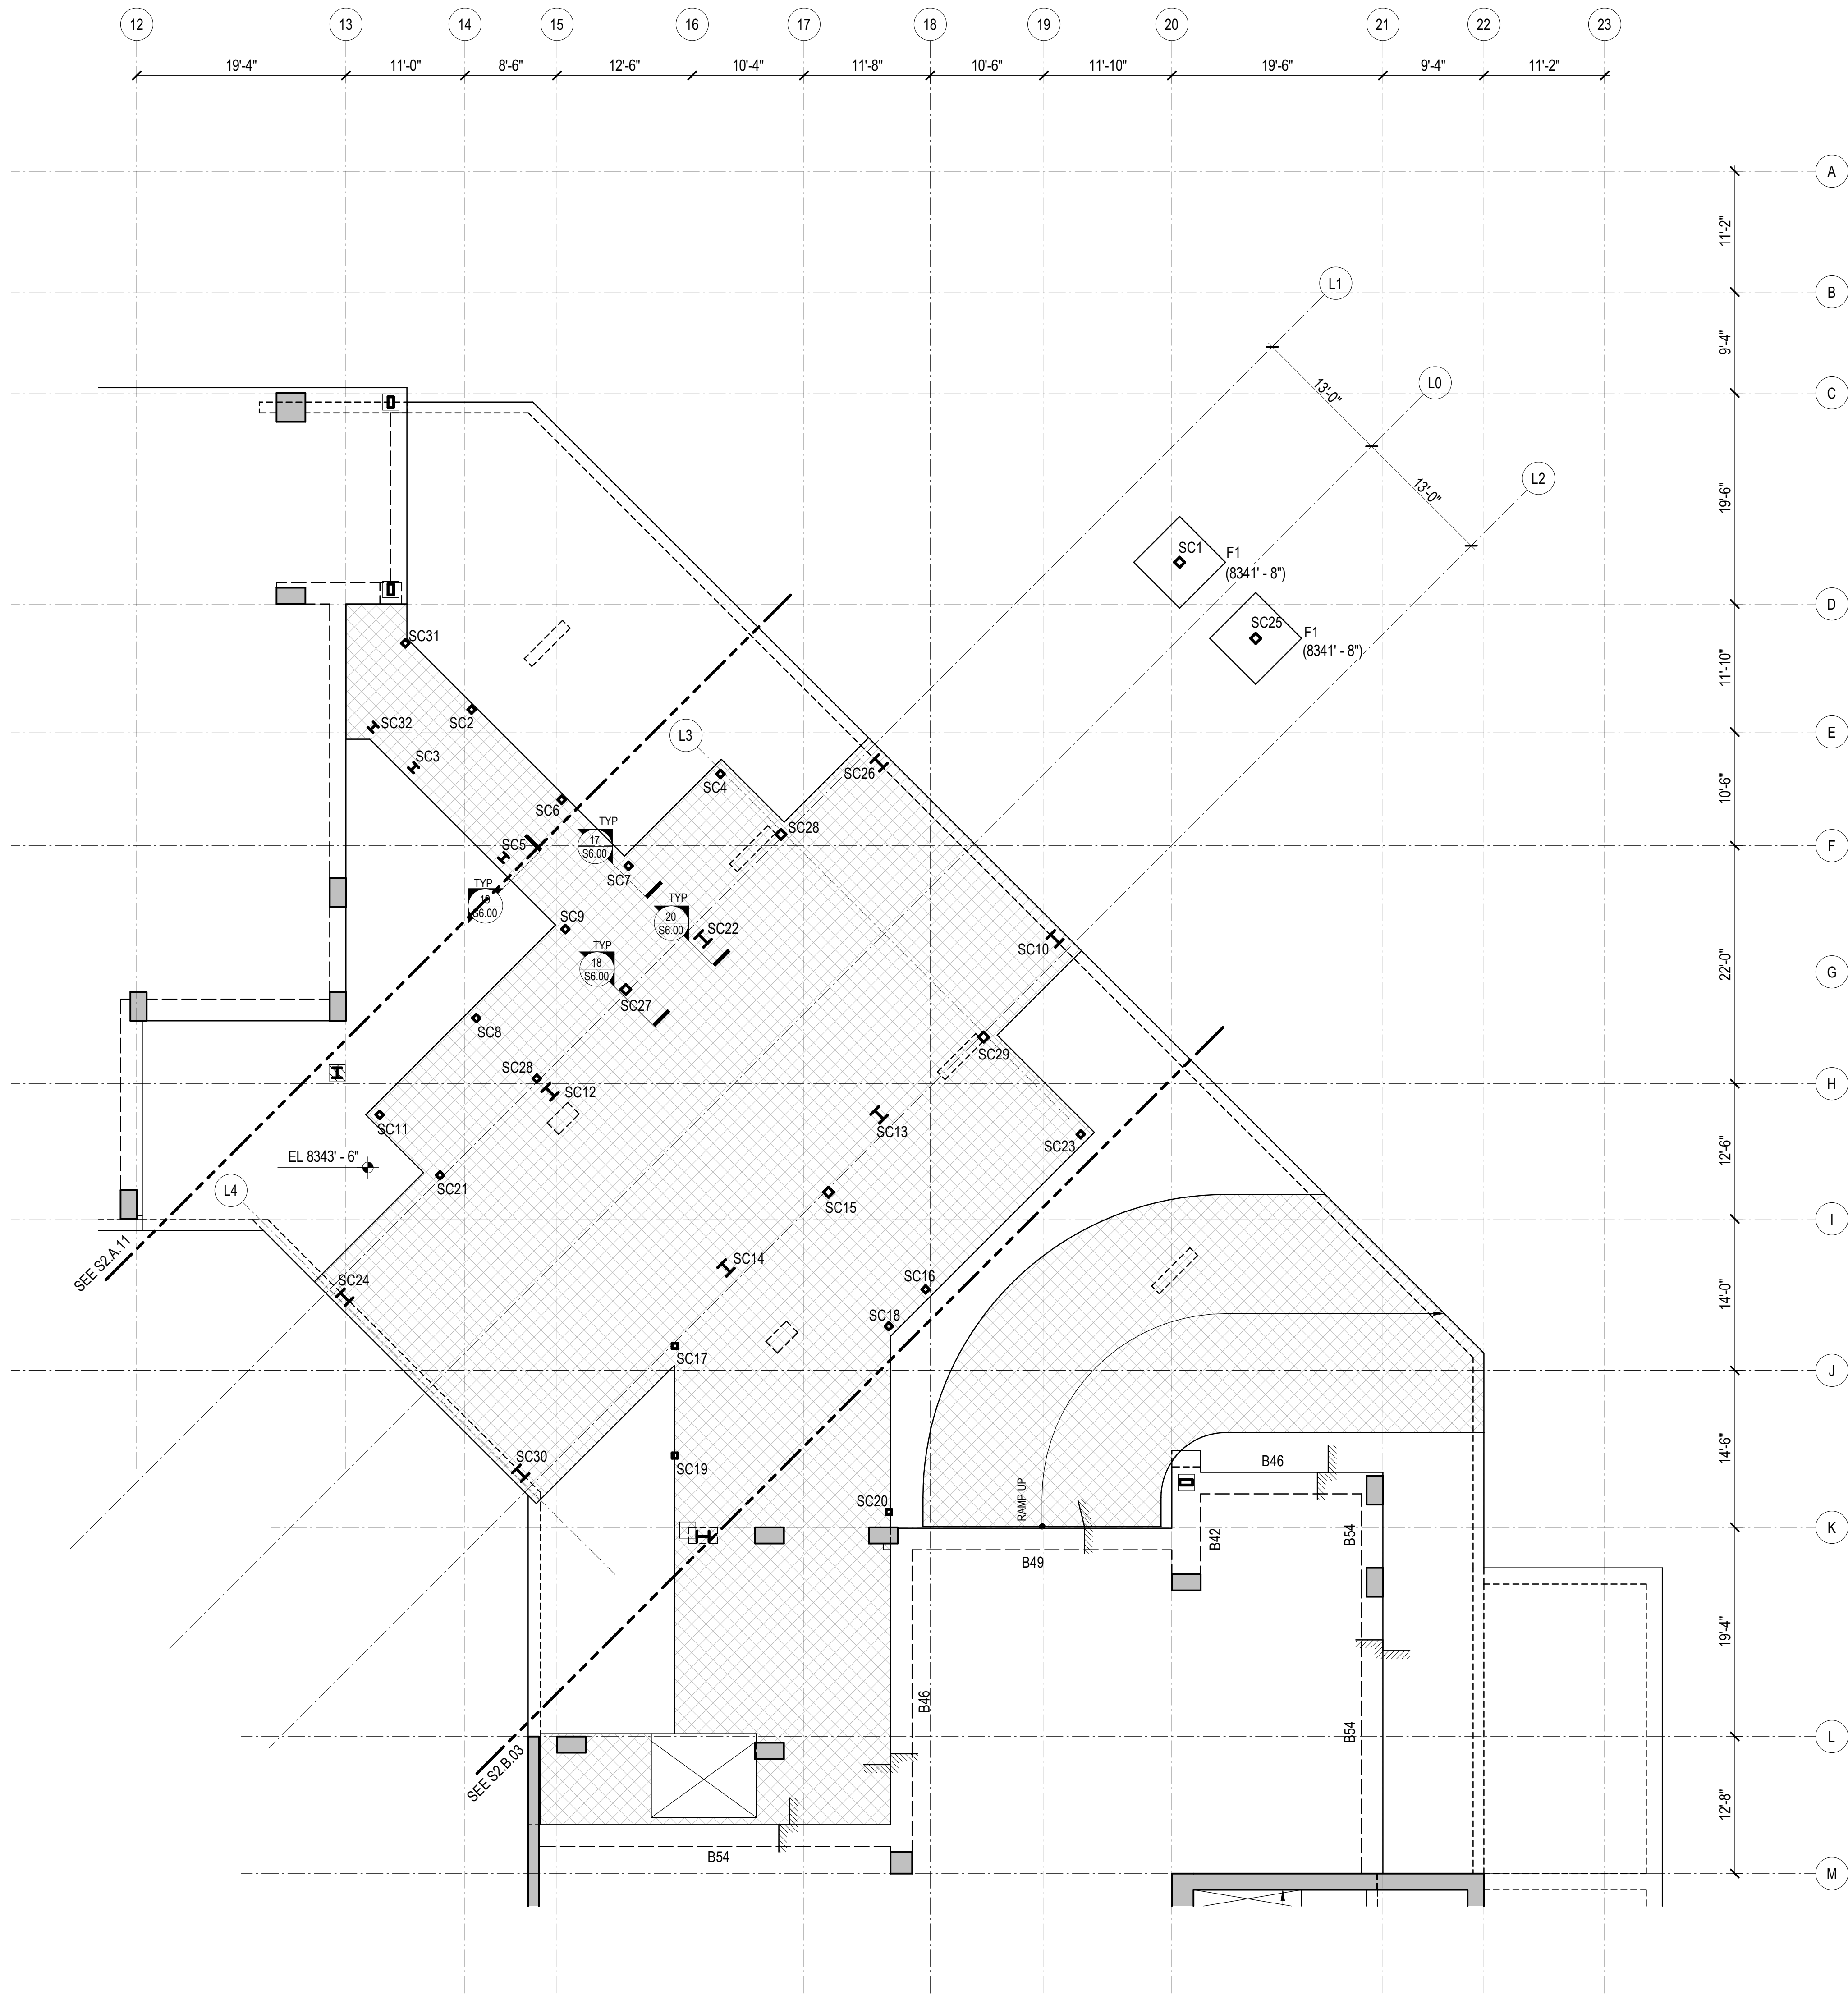 12
13
14
15
16
17
18
19
20
21
22
23
19'-4"
11'-0"
8'-6"
12'-6"
10'-4"
11'-8"
10'-6"
11'-10"
19'-6"
9'-4"
11'-2"
A
11'-2"
B
9'-4"
C
19'-6"
D
11'-10"
E
10'-6"
F
22'-0"
G
H
12'-6"
I
14'-0"
J
14'-6"
K
19'-4"
L
12'-8"
M
L1
L0
L2
13'-0"
13'-0"
SC1
F1
(8341' - 8")
SC25
F1
(8341' - 8")
SC31
SC2
SC32
L3
SC3
SC26
SC4
SC6
TYP
17
S6.00
SC28
SC5
SC7
TYP
19
S6.00
TYP
20
S6.00
SC9
SC22
SC10
TYP
18
S6.00
SC27
SC8
SC29
SC28
SC12
SC11
SC13
SC23
EL 8343' - 6"
SC21
L4
SC15
SEE S2.A.11
SC14
SC24
SC16
SC18
SC17
SC30
SC19
SC20
RAMP UP
B46
B49
B42
B54
B46
B54
SEE S2.B.03
B54